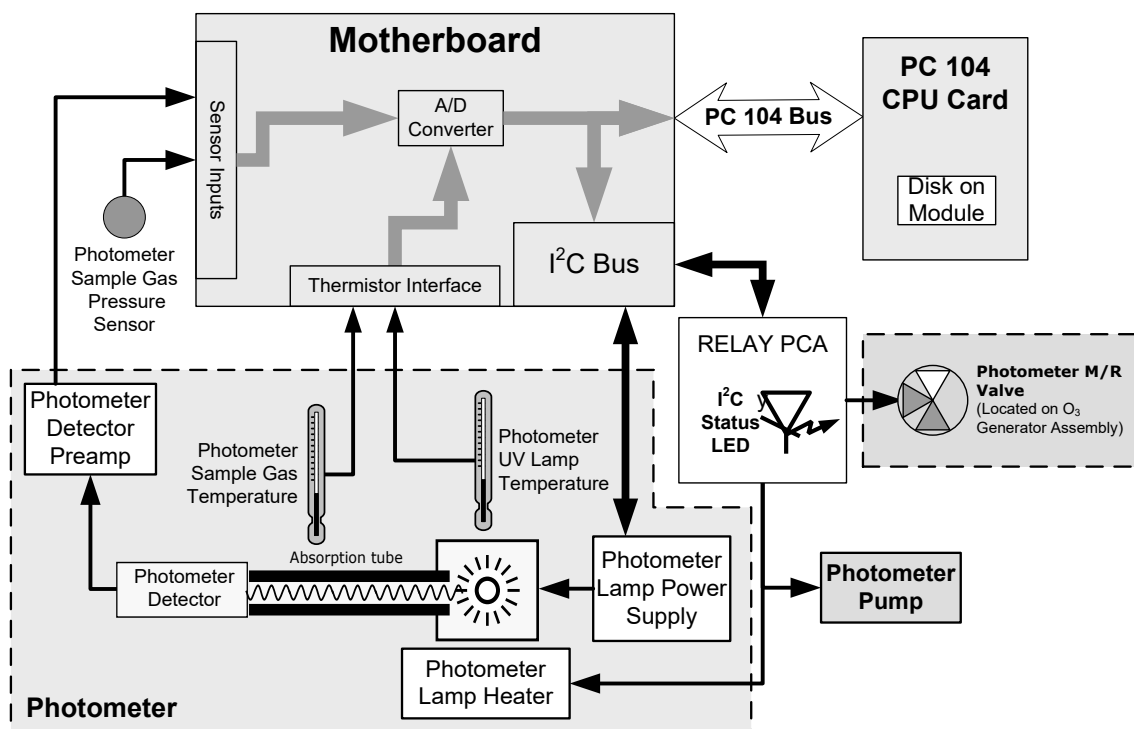 Motherboard
PC 104
CPU Card
Disk on
Module
PC 104 Bus
Sensor Inputs
A/D
Converter
I²C Bus
Thermistor Interface
Photometer
Sample Gas
Pressure
Sensor
RELAY PCA
I²C
Status
LED
y
Photometer M/R
Valve
(Located on O₃
Generator Assembly)
Photometer
Detector
Preamp
Photometer
Sample Gas
Temperature
Photometer
UV Lamp
Temperature
Absorption tube
Photometer
Detector
Photometer
Lamp Power
Supply
Photometer
Pump
Photometer
Lamp Heater
Photometer